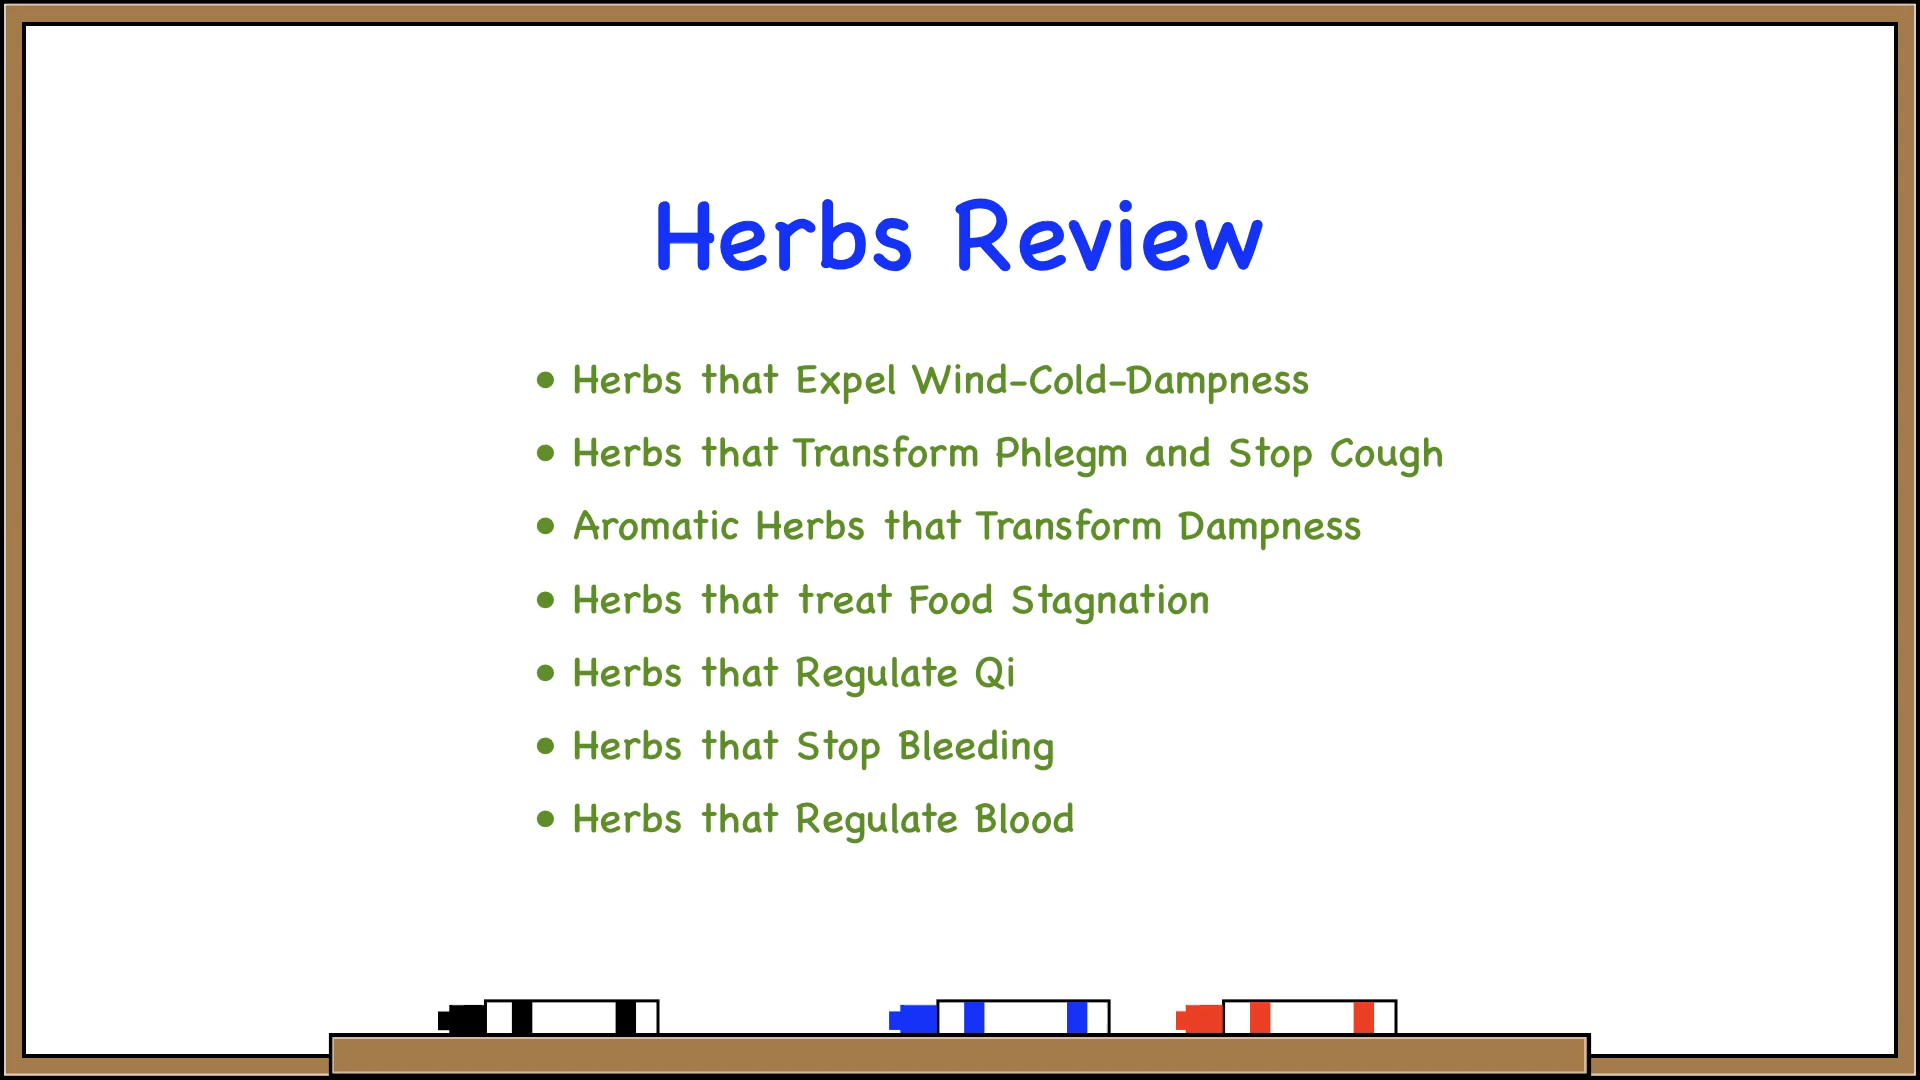 Herbs Review
• Herbs that Expel Wind-Cold-Dampness
• Herbs that Transform Phlegm and Stop Cough
• Aromatic Herbs that Transform Dampness
• Herbs that treat Food Stagnation
• Herbs that Regulate Qi
• Herbs that Stop Bleeding
• Herbs that Regulate Blood